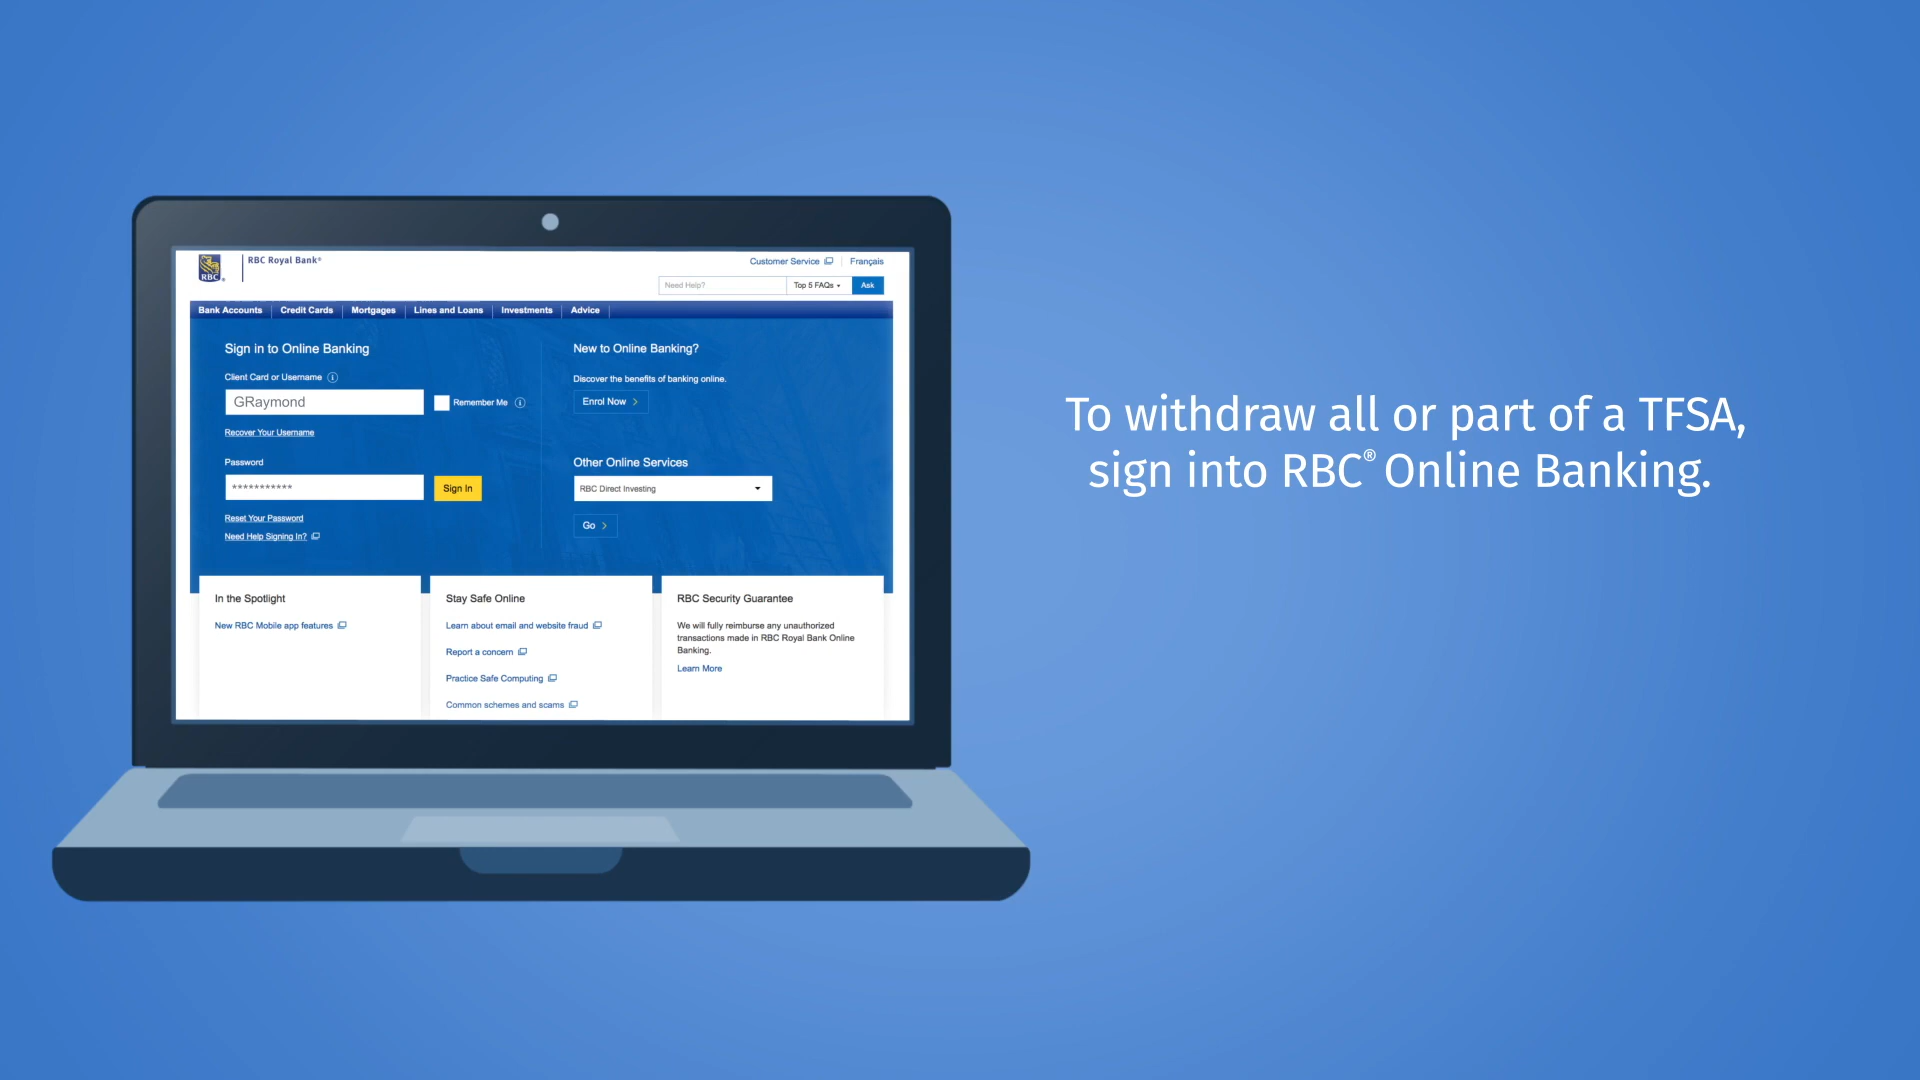 RBC®
RBC Royal Bank®
Customer Service
Français
Need Help?
Top 5 FAQs
Ask
Bank Accounts
Credit Cards
Mortgages
Lines and Loans
Investments
Advice
Sign in to Online Banking
Client Card or Username
GRaymond
Remember Me
Recover Your Username
Password
***********
Sign In
Reset Your Password
Need Help Signing In?
New to Online Banking?
Discover the benefits of banking online.
Enrol Now
Other Online Services
RBC Direct Investing
Go
In the Spotlight
New RBC Mobile app features
Stay Safe Online
Learn about email and website fraud
Report a concern
Practice Safe Computing
Common schemes and scams
RBC Security Guarantee
We will fully reimburse any unauthorized
transactions made in RBC Royal Bank Online
Banking.
Learn More
To withdraw all or part of a TFSA,
sign into RBC® Online Banking.